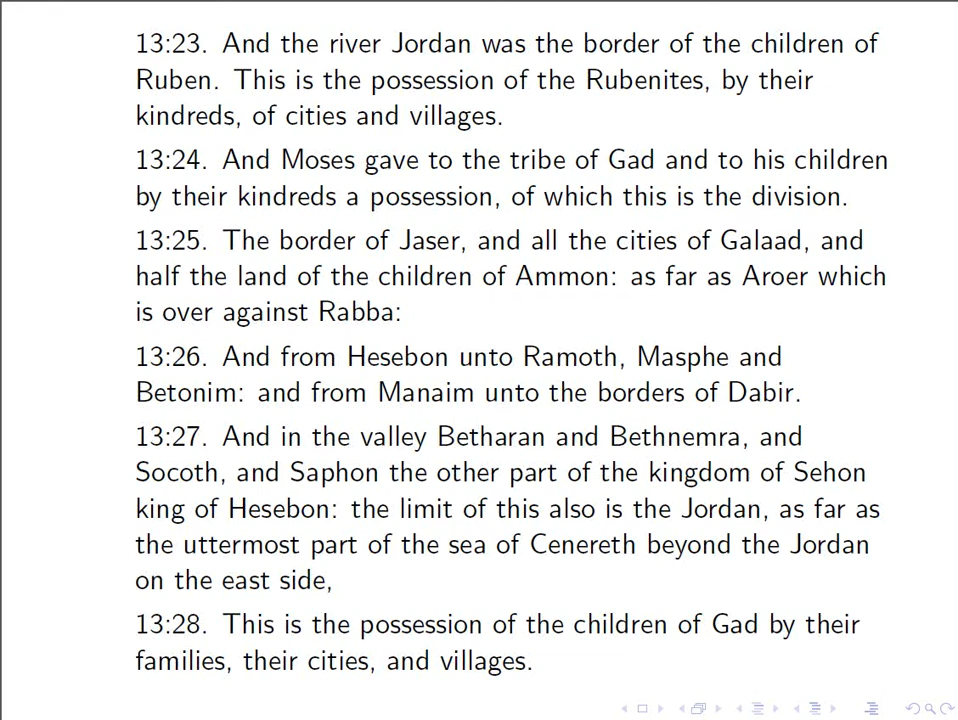 13:23. And the river Jordan was the border of the children of
Ruben. This is the possession of the Rubenites, by their
kindreds, of cities and villages.
13:24. And Moses gave to the tribe of Gad and to his children
by their kindreds a possession, of which this is the division.
13:25. The border of Jaser, and all the cities of Galaad, and
half the land of the children of Ammon: as far as Aroer which
is over against Rabba:
13:26. And from Hesebon unto Ramoth, Masphe and
Betonim: and from Manaim unto the borders of Dabir.
13:27. And in the valley Betharan and Bethnemra, and
Socoth, and Saphon the other part of the kingdom of Sehon
king of Hesebon: the limit of this also is the Jordan, as far as
the uttermost part of the sea of Cenereth beyond the Jordan
on the east side,
13:28. This is the possession of the children of Gad by their
families, their cities, and villages.